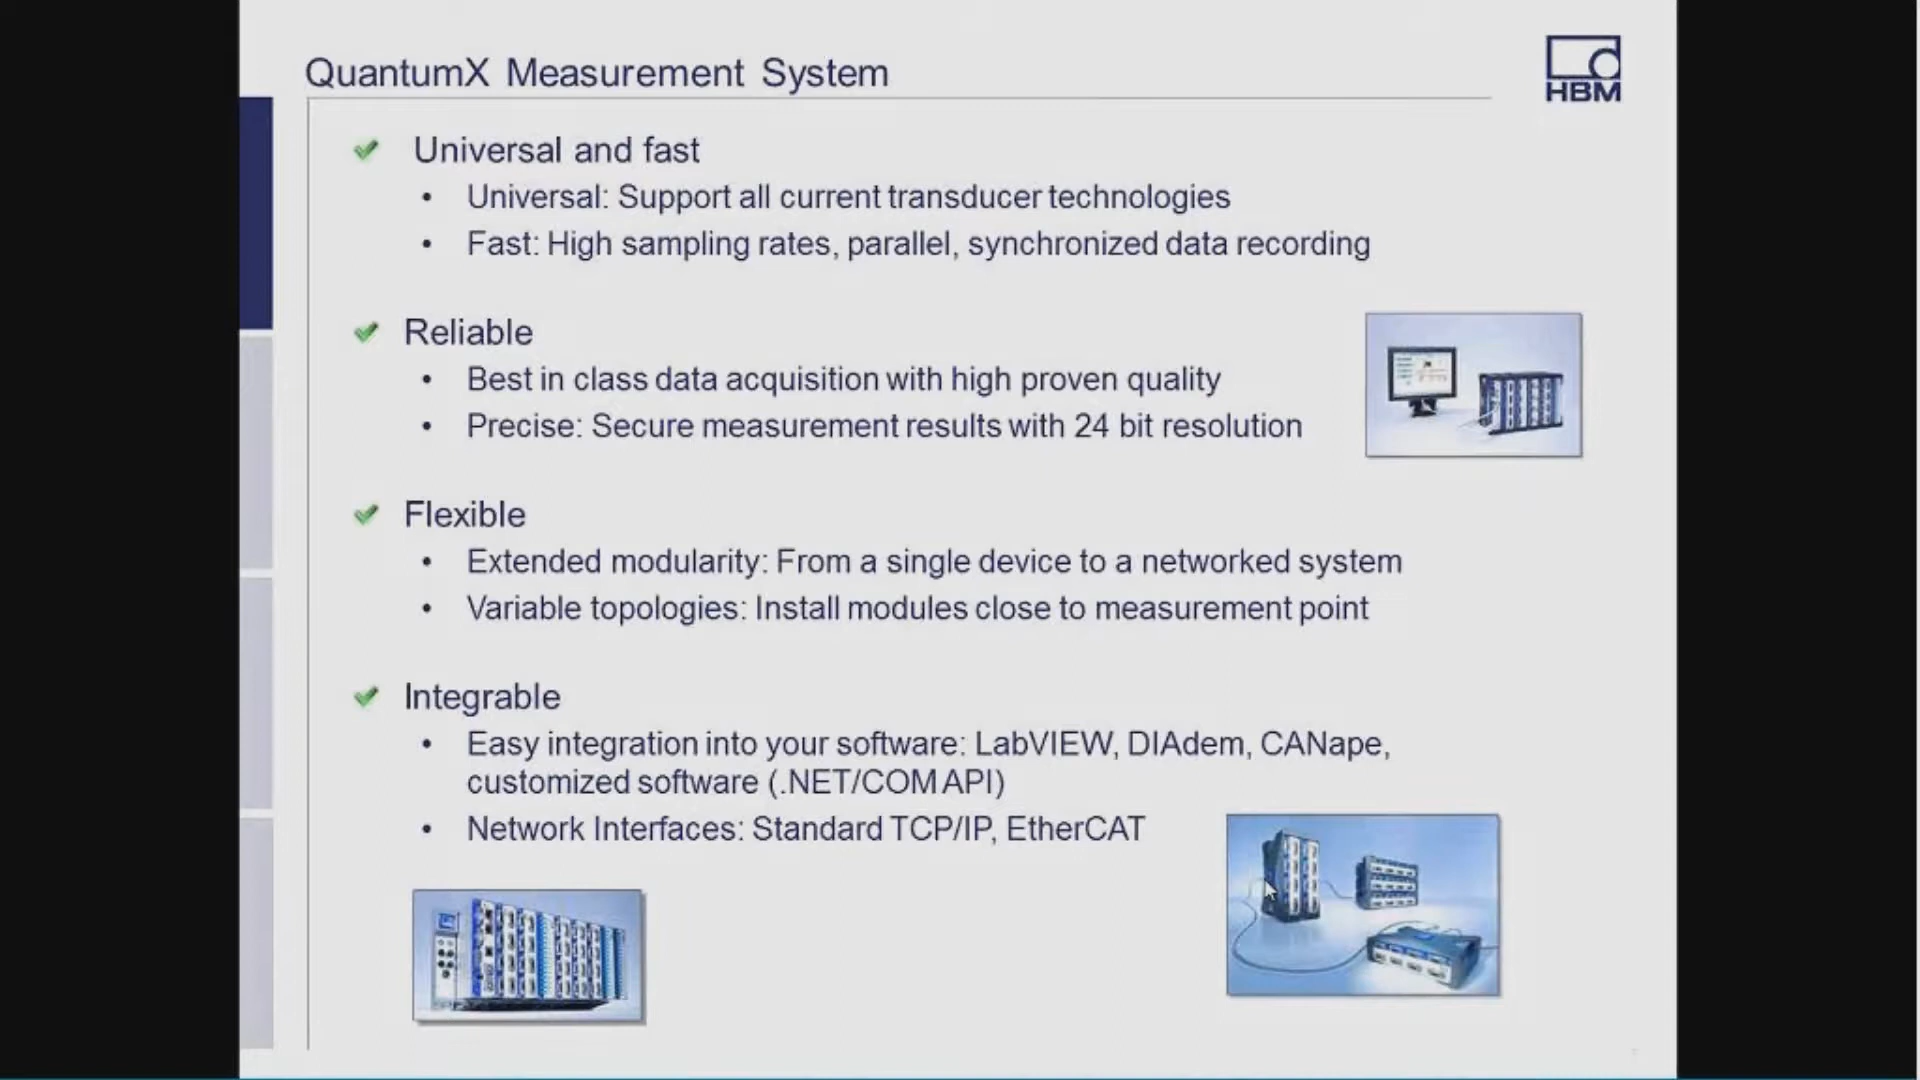 QuantumX Measurement System
HBM
Universal and fast
• Universal: Support all current transducer technologies
• Fast: High sampling rates, parallel, synchronized data recording
Reliable
• Best in class data acquisition with high proven quality
• Precise: Secure measurement results with 24 bit resolution
Flexible
• Extended modularity: From a single device to a networked system
• Variable topologies: Install modules close to measurement point
Integrable
• Easy integration into your software: LabVIEW, DIAdem, CANape,
customized software (.NET/COM API)
• Network Interfaces: Standard TCP/IP, EtherCAT